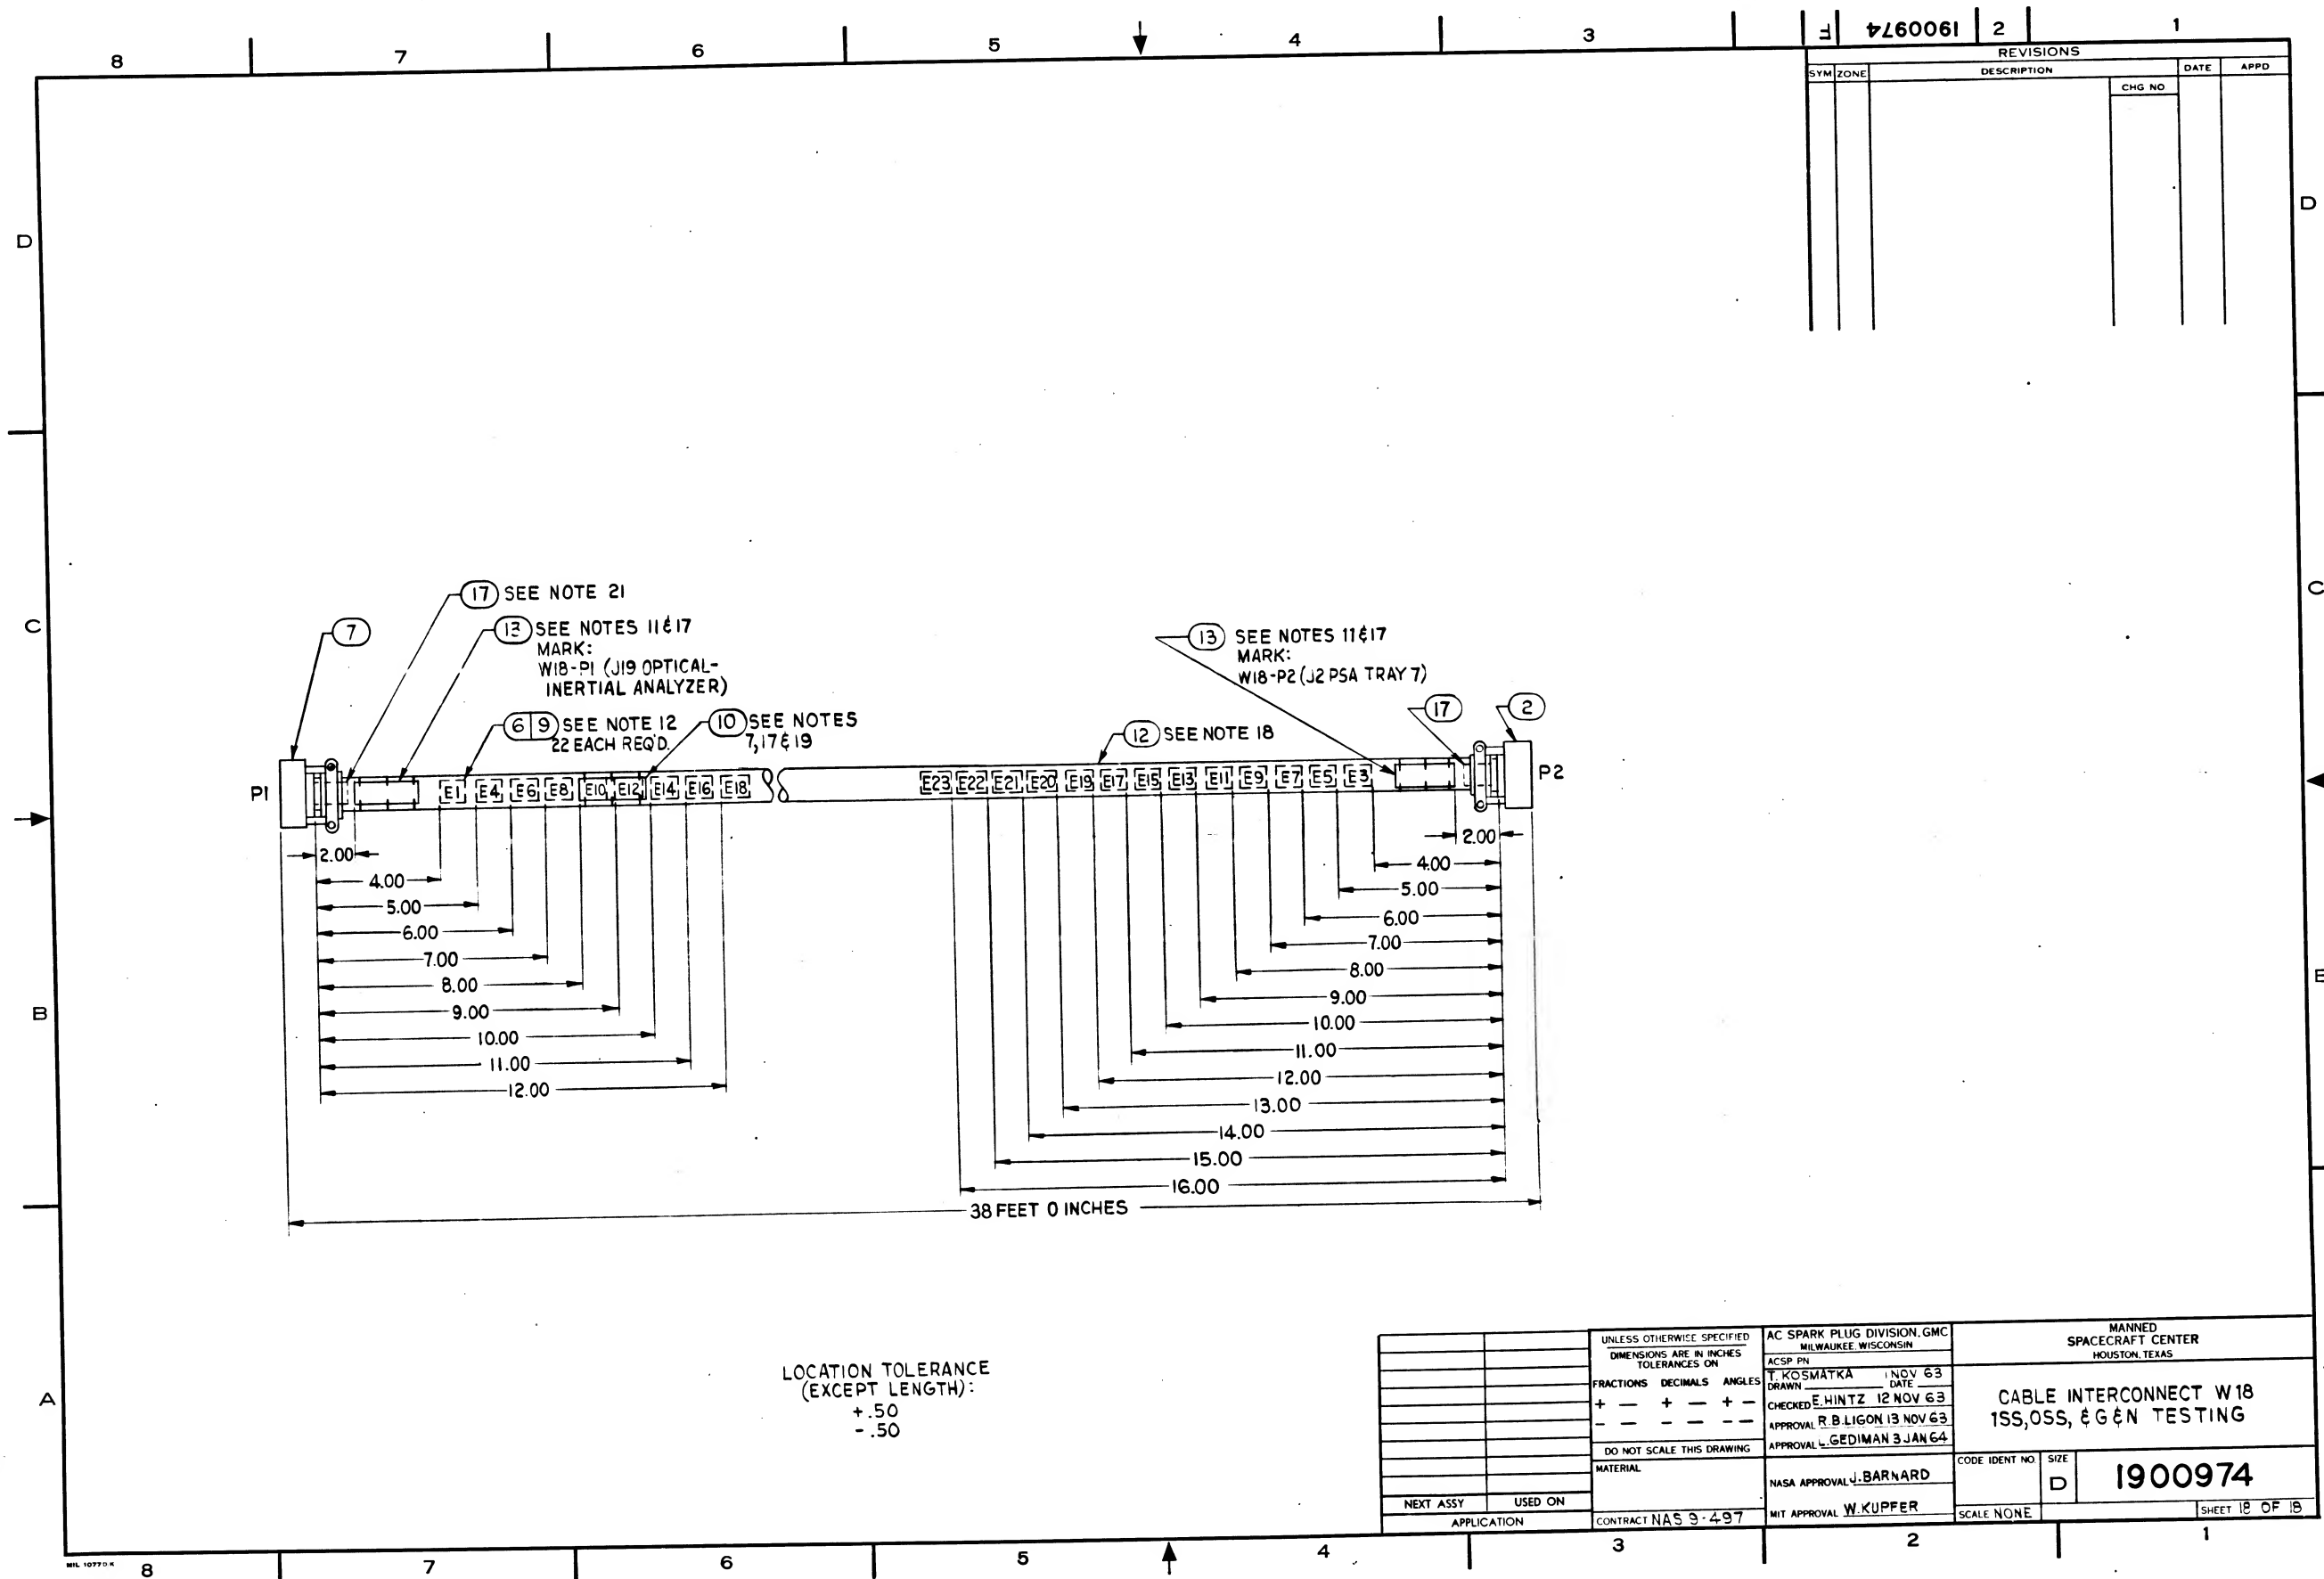 8 7 6 5 4 3 2 1
F 1900974
REVISIONS
SYM ZONE DESCRIPTION DATE APPD
CHG NO
D D
C C
B
A
17 SEE NOTE 21
7
13 SEE NOTES 11&17
MARK:
W18-P1 (J19 OPTICAL-
INERTIAL ANALYZER)
6 9 SEE NOTE 12
22 EACH REQ'D.
10 SEE NOTES
7,17&19
13 SEE NOTES 11&17
MARK:
W18-P2 (J2 PSA TRAY 7)
12 SEE NOTE 18
17
2
P1 E1 E4 E6 E8 E10 E12 E14 E16 E18 E23 E22 E21 E20 E19 E17 E15 E13 E11 E9 E7 E5 E3 P2
2.00
4.00
5.00
6.00
7.00
8.00
9.00
10.00
11.00
12.00
2.00
4.00
5.00
6.00
7.00
8.00
9.00
10.00
11.00
12.00
13.00
14.00
15.00
16.00
38 FEET 0 INCHES
LOCATION TOLERANCE
(EXCEPT LENGTH):
+.50
-.50
UNLESS OTHERWISE SPECIFIED
DIMENSIONS ARE IN INCHES
TOLERANCES ON
FRACTIONS DECIMALS ANGLES
+ — + — + —
— — — — — —
DO NOT SCALE THIS DRAWING
MATERIAL
CONTRACT NAS 9-497
NEXT ASSY USED ON
APPLICATION
AC SPARK PLUG DIVISION, GMC
MILWAUKEE, WISCONSIN
ACSP PN
T. KOSMATKA 1 NOV 63
DRAWN DATE
CHECKED E. HINTZ 12 NOV 63
APPROVAL R.B. LIGON 13 NOV 63
APPROVAL L. GEDIMAN 3 JAN 64
NASA APPROVAL J. BARNARD
MIT APPROVAL W. KUPFER
MANNED
SPACECRAFT CENTER
HOUSTON, TEXAS
CABLE INTERCONNECT W18
1SS, OSS, & G&N TESTING
CODE IDENT NO. SIZE
D 1900974
SCALE NONE SHEET 18 OF 18
MIL 10770 K
8 7 6 5 4 3 2 1